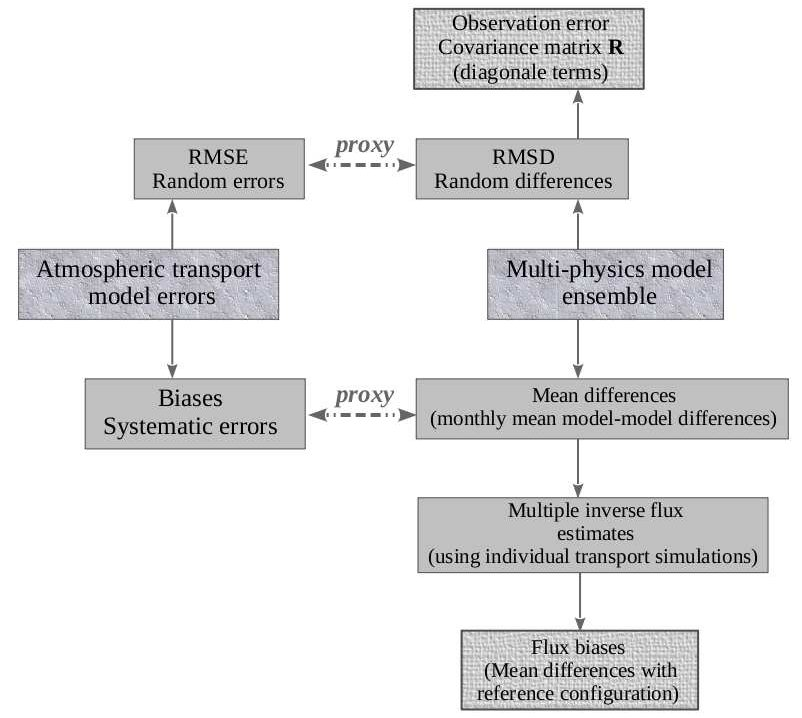 Observation error
Covariance matrix R
(diagonale terms)
RMSE
Random errors
proxy
RMSD
Random differences
Atmospheric transport
model errors
Multi-physics model
ensemble
Biases
Systematic errors
proxy
Mean differences
(monthly mean model-model differences)
Multiple inverse flux
estimates
(using individual transport simulations)
Flux biases
(Mean differences with
reference configuration)